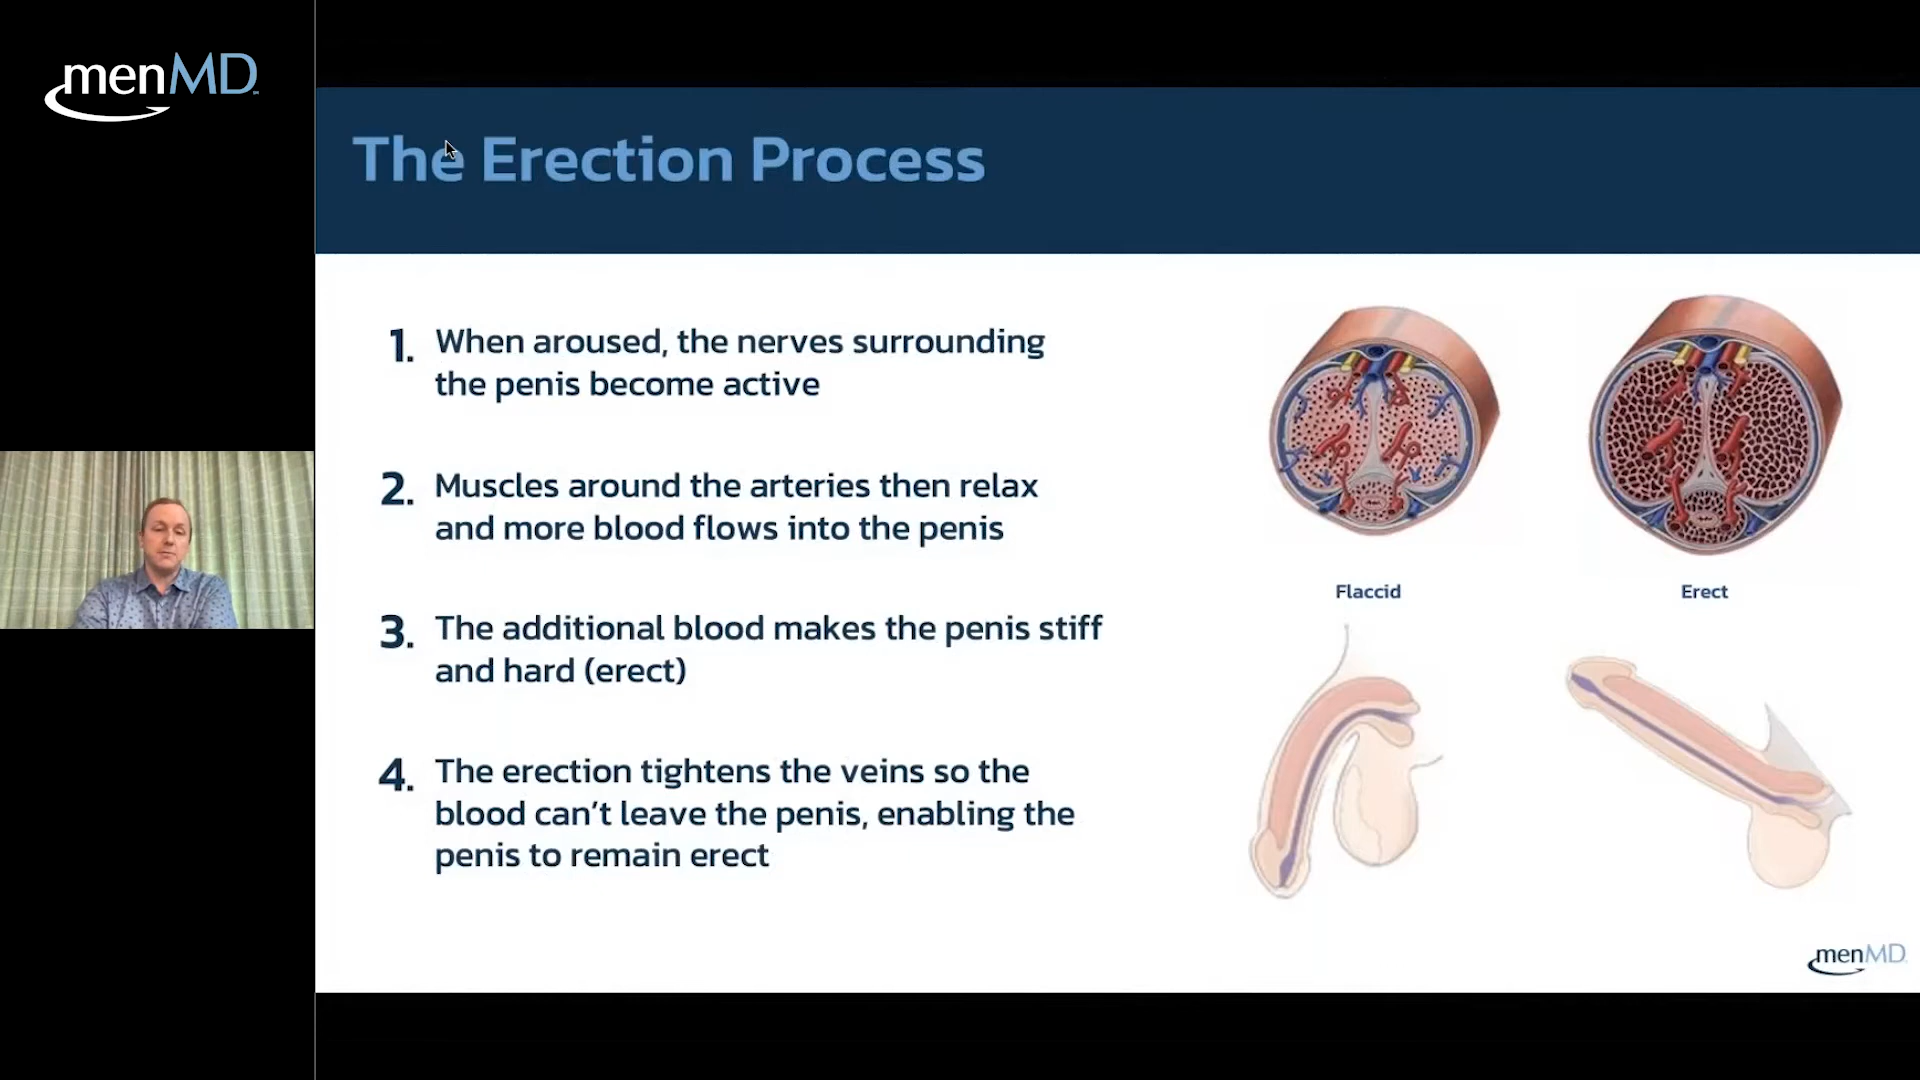 menMD
The Erection Process
1. When aroused, the nerves surrounding
the penis become active
2. Muscles around the arteries then relax
and more blood flows into the penis
3. The additional blood makes the penis stiff
and hard (erect)
4. The erection tightens the veins so the
blood can’t leave the penis, enabling the
penis to remain erect
Flaccid
Erect
menMD